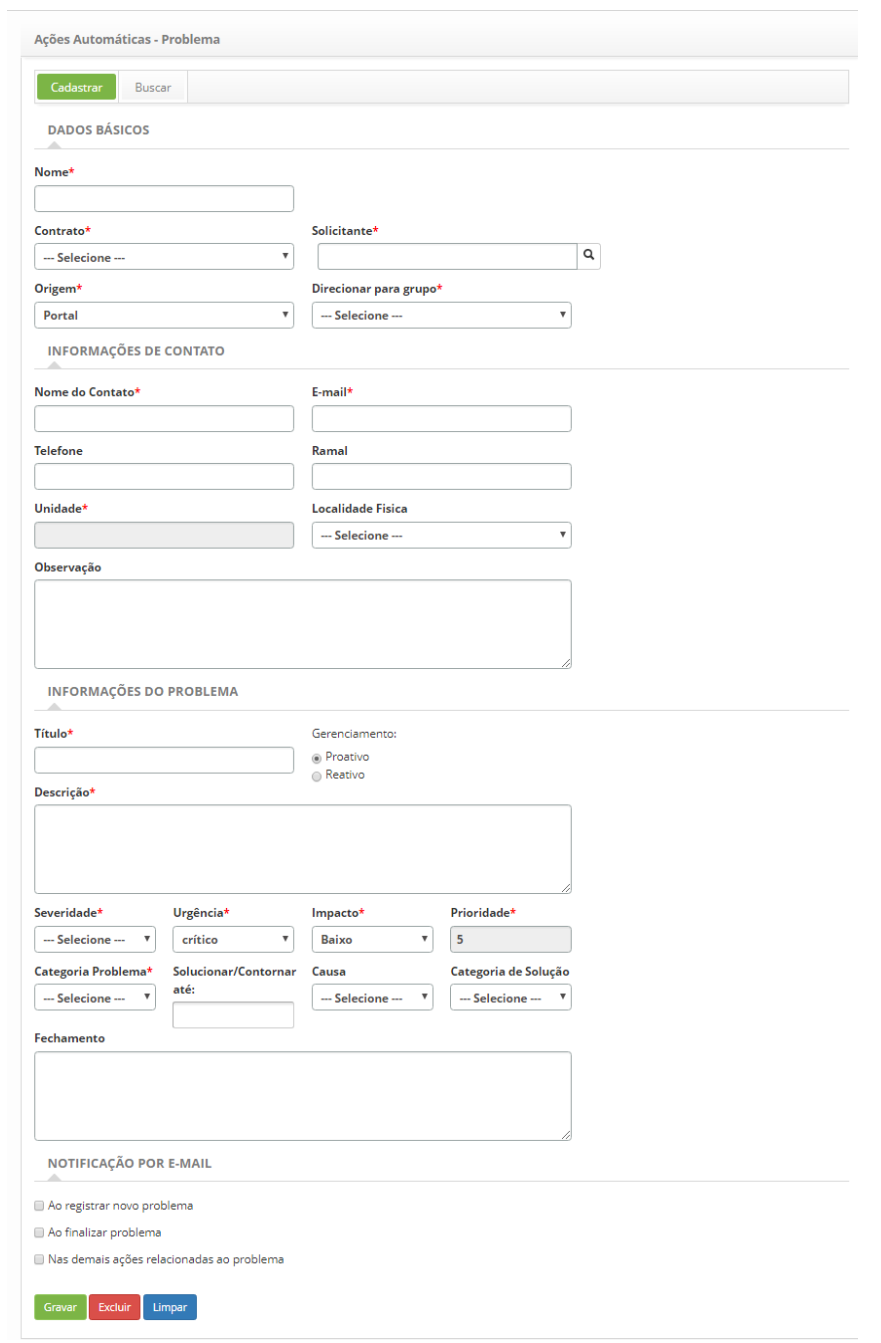 Ações Automáticas - Problema
Cadastrar Buscar
DADOS BÁSICOS
Nome*
Contrato* Solicitante*
--- Selecione ---
Origem* Direcionar para grupo*
Portal --- Selecione ---
INFORMAÇÕES DE CONTATO
Nome do Contato* E-mail*
Telefone Ramal
Unidade* Localidade Fisica
--- Selecione ---
Observação
INFORMAÇÕES DO PROBLEMA
Título* Gerenciamento:
Proativo
Reativo
Descrição*
Severidade* Urgência* Impacto* Prioridade*
--- Selecione --- crítico Baixo 5
Categoria Problema* Solucionar/Contornar até: Causa Categoria de Solução
--- Selecione --- --- Selecione --- --- Selecione ---
Fechamento
NOTIFICAÇÃO POR E-MAIL
Ao registrar novo problema
Ao finalizar problema
Nas demais ações relacionadas ao problema
Gravar Excluir Limpar